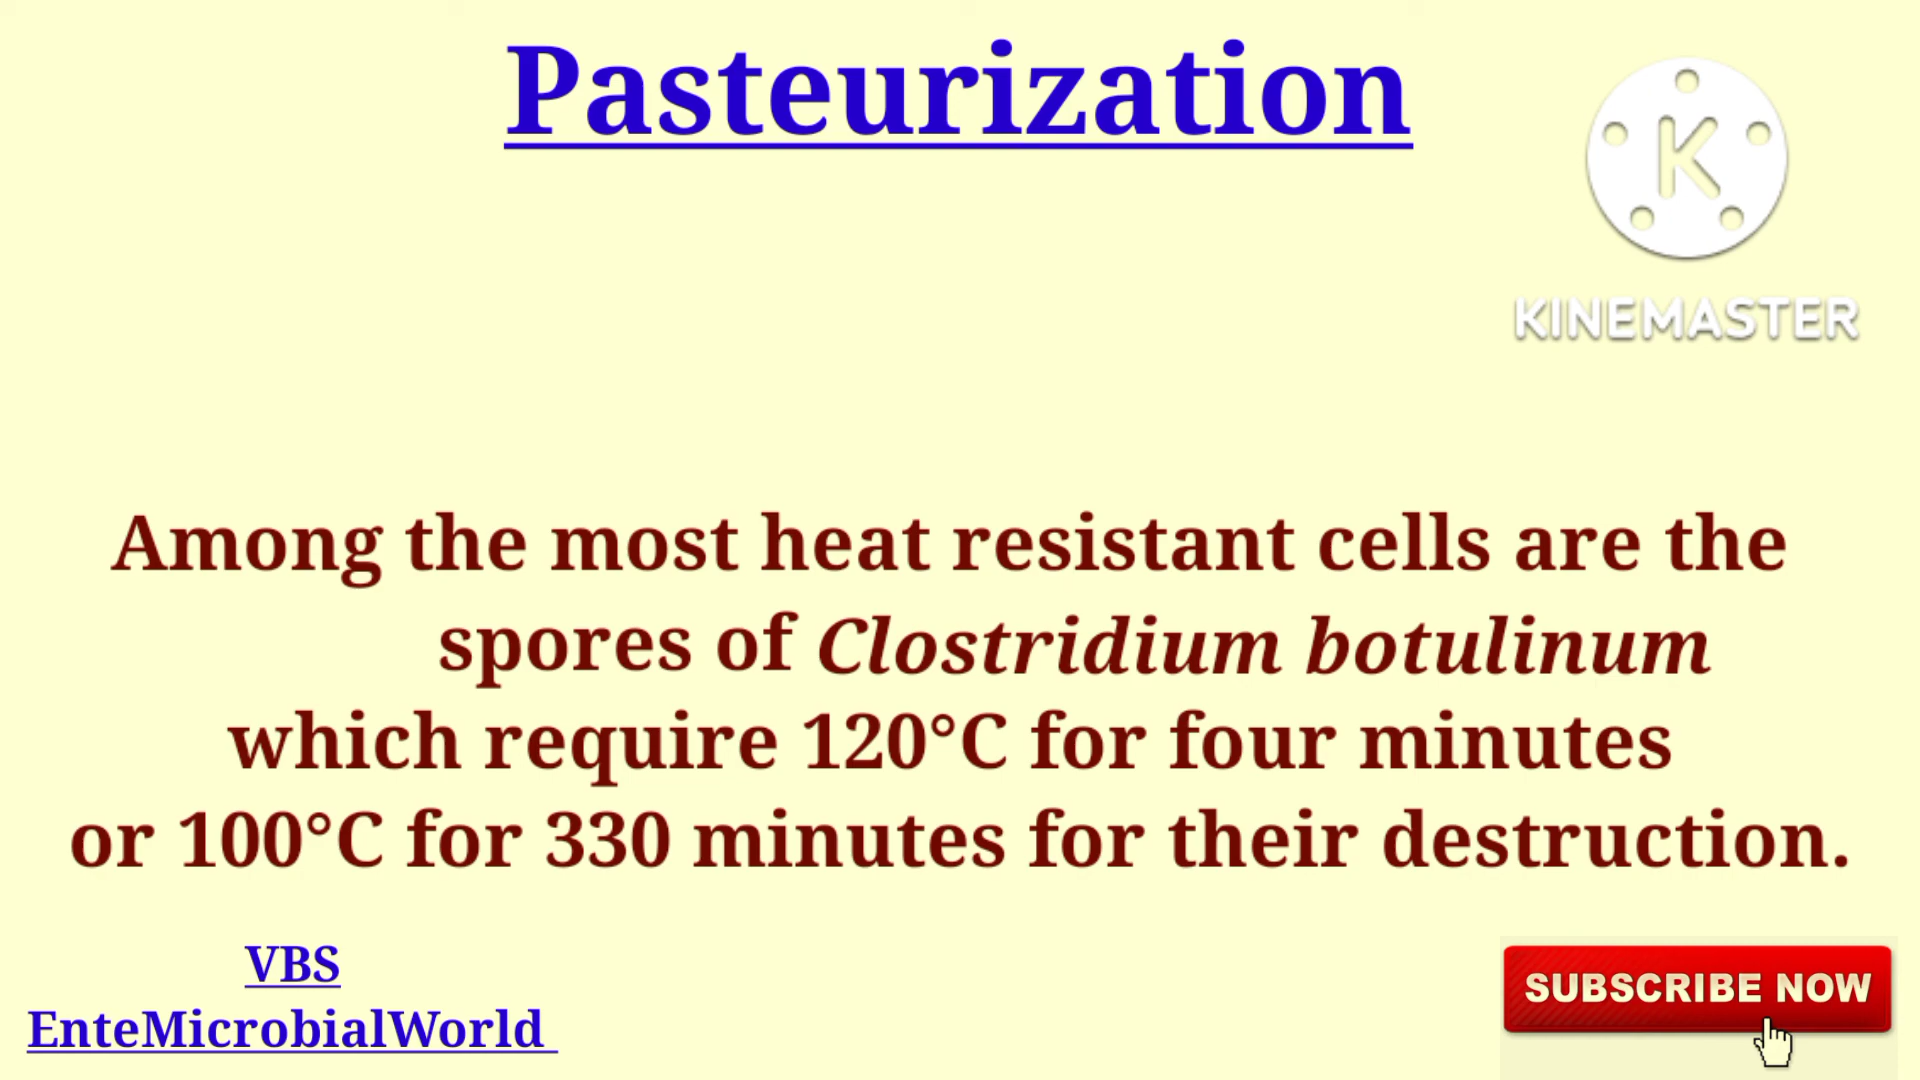 Pasteurization
K
KINEMASTER
Among the most heat resistant cells are the
spores of Clostridium botulinum
which require 120°C for four minutes
or 100°C for 330 minutes for their destruction.
VBS
EnteMicrobialWorld
SUBSCRIBE NOW